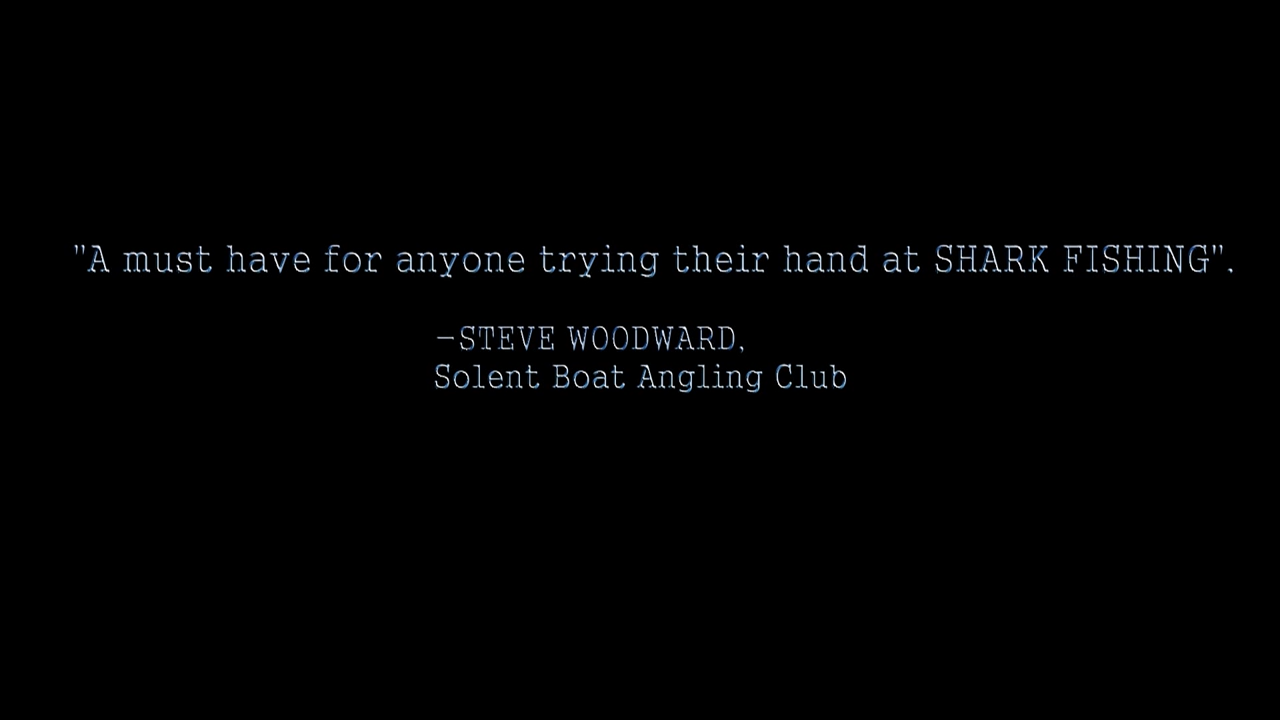 "A must have for anyone trying their hand at SHARK FISHING".
—STEVE WOODWARD,
Solent Boat Angling Club